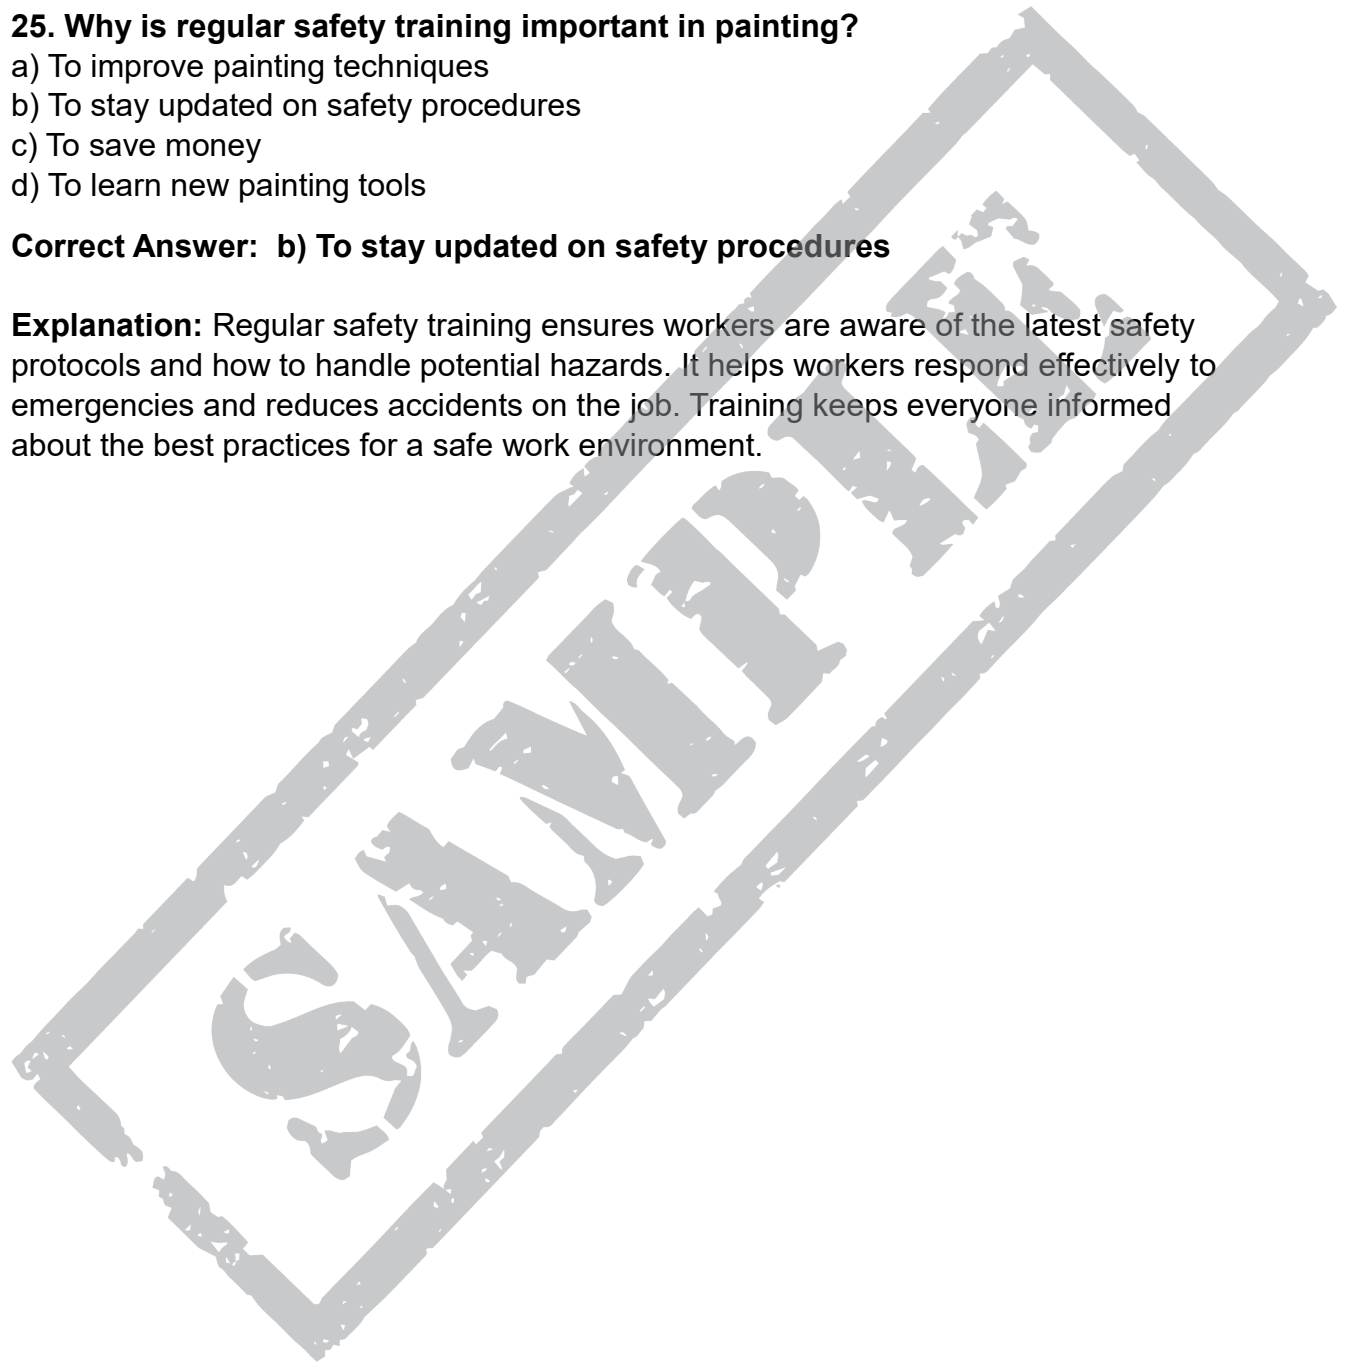 25. Why is regular safety training important in painting?
a) To improve painting techniques
b) To stay updated on safety procedures
c) To save money
d) To learn new painting tools
Correct Answer:  b) To stay updated on safety procedures
Explanation: Regular safety training ensures workers are aware of the latest safety
protocols and how to handle potential hazards. It helps workers respond effectively to
emergencies and reduces accidents on the job. Training keeps everyone informed
about the best practices for a safe work environment.
SAMPLE